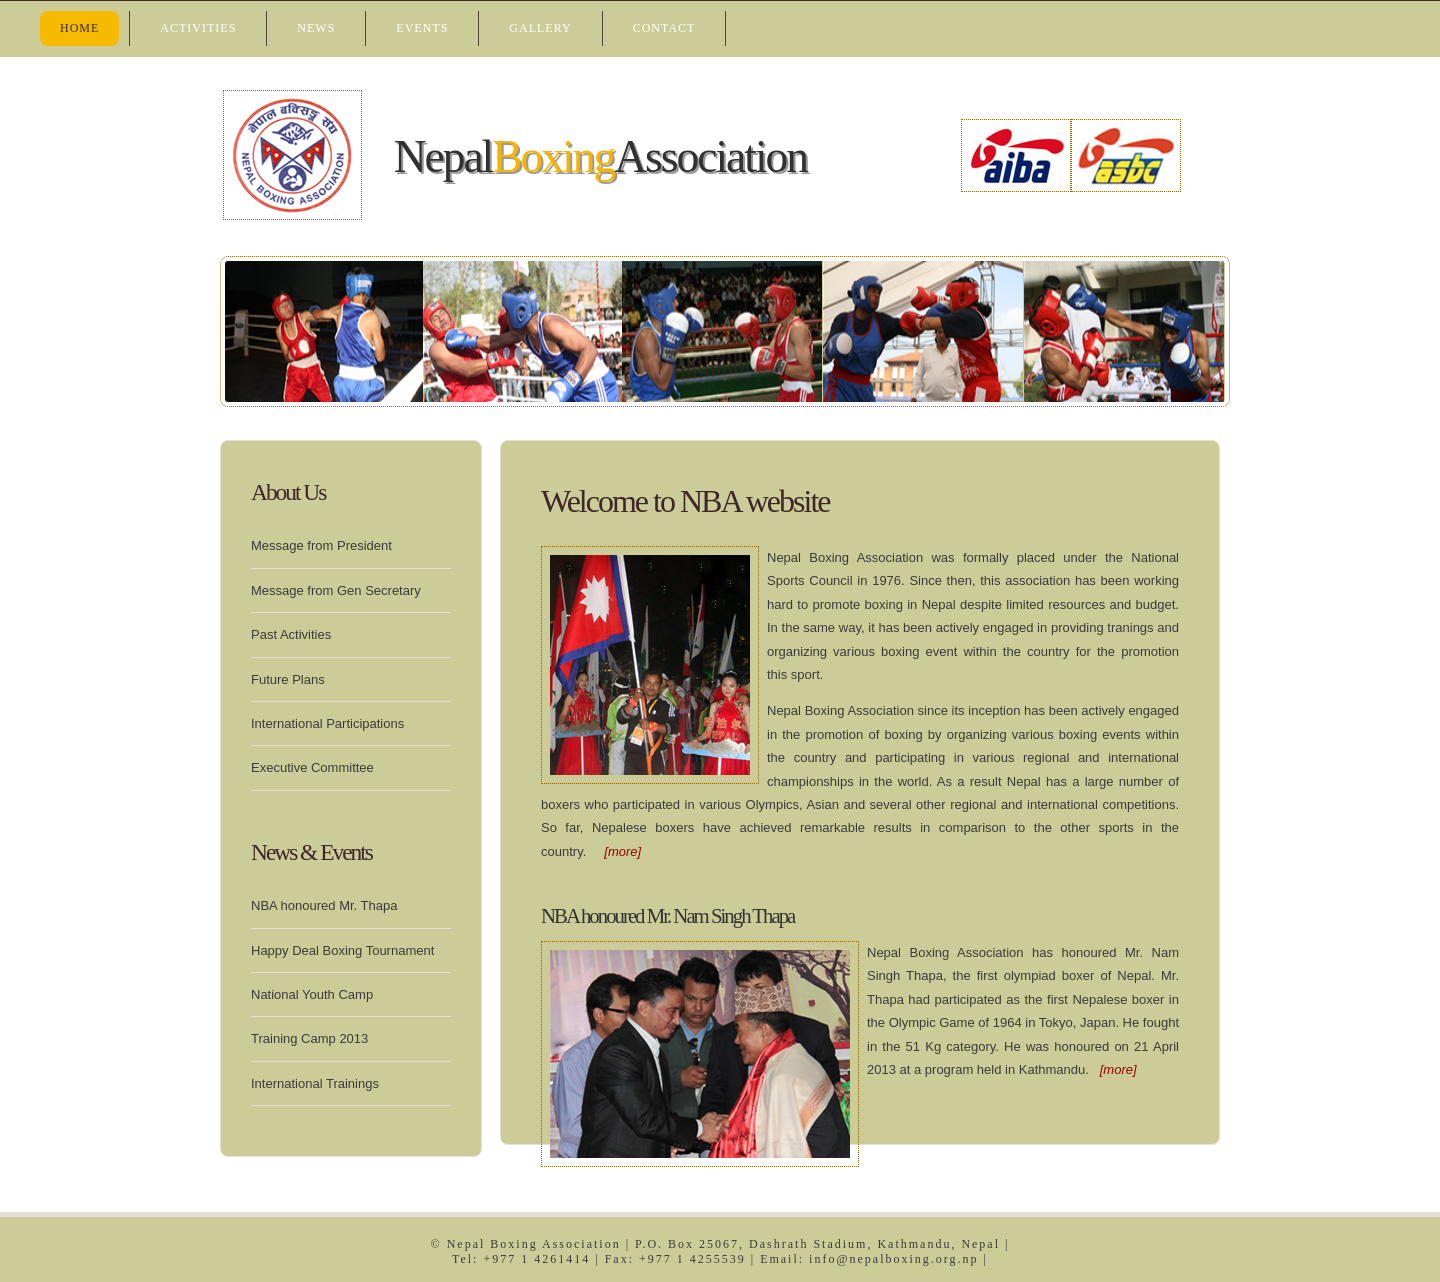 HOME ACTIVITIES NEWS EVENTS GALLERY CONTACT
नेपाल बक्सिङ्ग संघ
NEPAL BOXING ASSOCIATION
NepalBoxingAssociation
aiba
asbc
About Us
Message from President
Message from Gen Secretary
Past Activities
Future Plans
International Participations
Executive Committee
News & Events
NBA honoured Mr. Thapa
Happy Deal Boxing Tournament
National Youth Camp
Training Camp 2013
International Trainings
Welcome to NBA website
Nepal Boxing Association was formally placed under the National
Sports Council in 1976. Since then, this association has been working
hard to promote boxing in Nepal despite limited resources and budget.
In the same way, it has been actively engaged in providing tranings and
organizing various boxing event within the country for the promotion
this sport.
NEPAL
Nepal Boxing Association since its inception has been actively engaged
in the promotion of boxing by organizing various boxing events within
the country and participating in various regional and international
championships in the world. As a result Nepal has a large number of
boxers who participated in various Olympics, Asian and several other regional and international competitions.
So far, Nepalese boxers have achieved remarkable results in comparison to the other sports in the
country. [more]
NBA honoured Mr. Nam Singh Thapa
Nepal Boxing Association has honoured Mr. Nam
Singh Thapa, the first olympiad boxer of Nepal. Mr.
Thapa had participated as the first Nepalese boxer in
the Olympic Game of 1964 in Tokyo, Japan. He fought
in the 51 Kg category. He was honoured on 21 April
2013 at a program held in Kathmandu. [more]
© Nepal Boxing Association | P.O. Box 25067, Dashrath Stadium, Kathmandu, Nepal |
Tel: +977 1 4261414 | Fax: +977 1 4255539 | Email: info@nepalboxing.org.np |